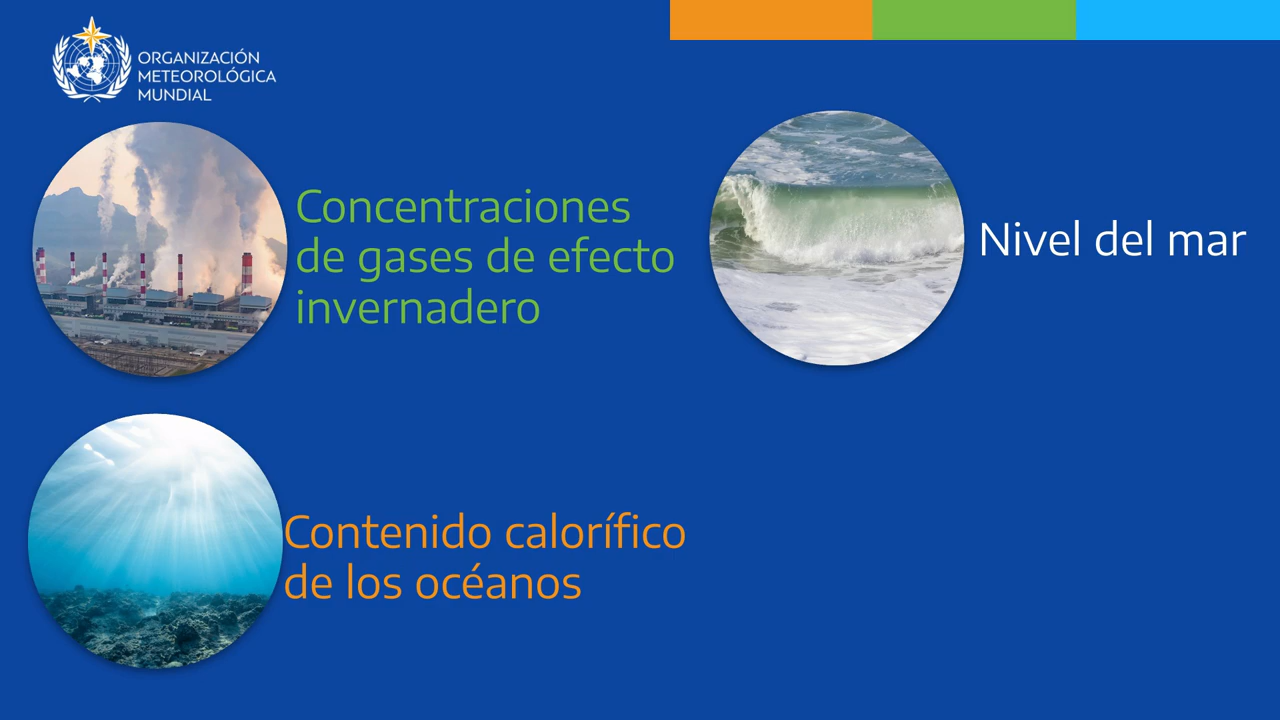 ORGANIZACIÓN
METEOROLÓGICA
MUNDIAL
Concentraciones
de gases de efecto
invernadero
Nivel del mar
Contenido calorífico
de los océanos